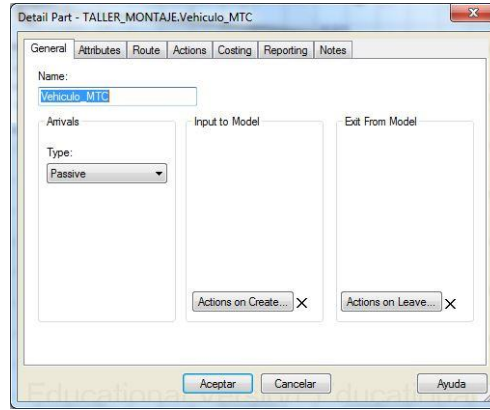 Detail Part - TALLER_MONTAJE.Vehiculo_MTC
General Attributes Route Actions Costing Reporting Notes
Name:
Vehiculo_MTC
Arrivals
Type:
Passive
Input to Model
Actions on Create... X
Exit From Model
Actions on Leave... X
Aceptar Cancelar Ayuda